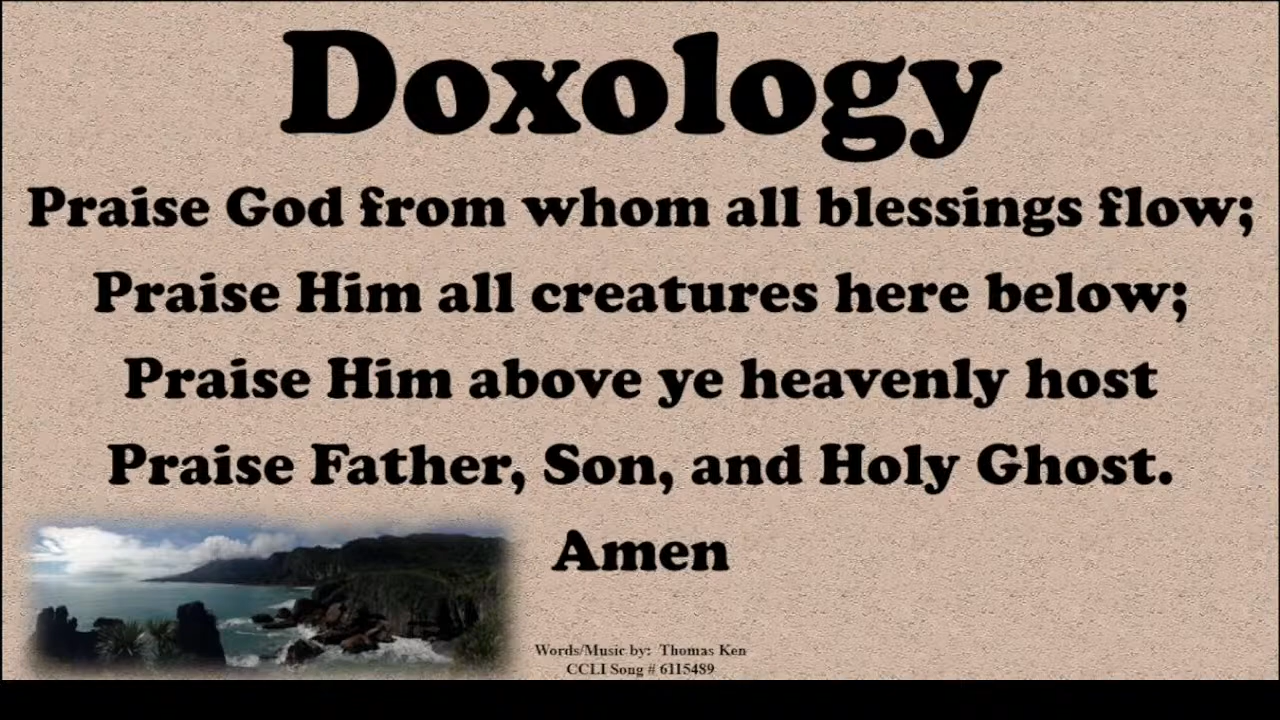 Doxology
Praise God from whom all blessings flow;
Praise Him all creatures here below;
Praise Him above ye heavenly host
Praise Father, Son, and Holy Ghost.
Amen
Words/Music by: Thomas Ken
CCLI Song # 6115489